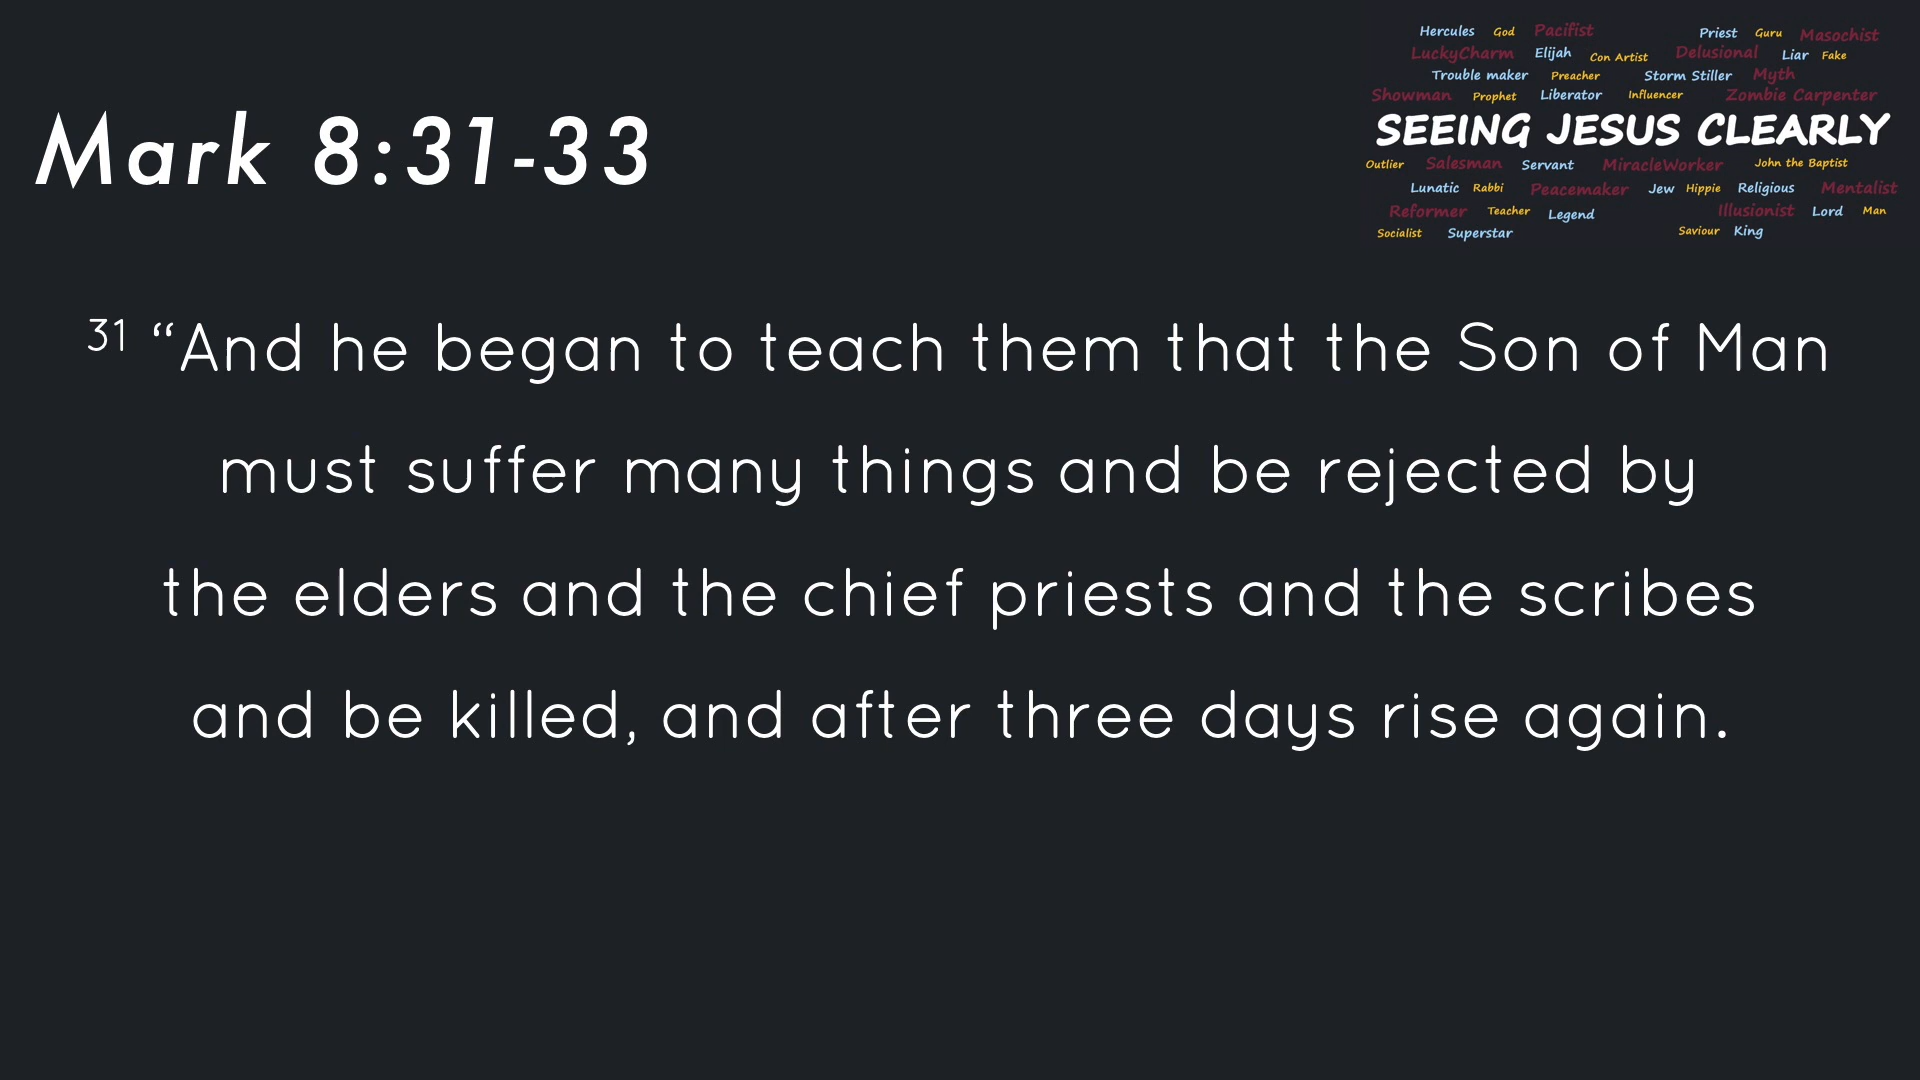 Hercules God Pacifist Priest Guru Masochist
LuckyCharm Elijah Con Artist Delusional Liar Fake
Trouble maker Preacher Storm Stiller Myth
Showman Prophet Liberator Influencer Zombie Carpenter
SEEING JESUS CLEARLY
Outlier Salesman Servant MiracleWorker John the Baptist
Lunatic Rabbi Peacemaker Jew Hippie Religious Mentalist
Reformer Teacher Legend Illusionist Lord Man
Socialist Superstar Saviour King
Mark 8:31-33
31 “And he began to teach them that the Son of Man
must suffer many things and be rejected by
the elders and the chief priests and the scribes
and be killed, and after three days rise again.